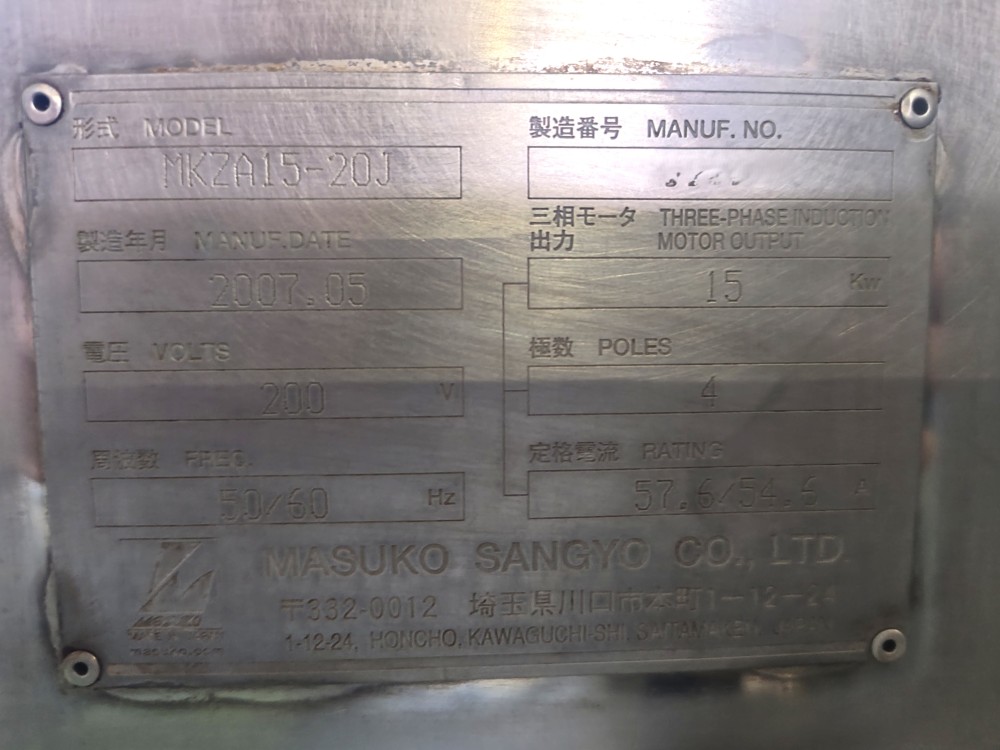 形式 MODEL
MKZA15-20J
製造番号 MANUF. NO.
製造年月 MANUF.DATE
2007.05
三相モータ THREE-PHASE INDUCTION
出力 MOTOR OUTPUT
15 Kw
電圧 VOLTS
200 V
極数 POLES
4
周波数 FREQ.
50/60 Hz
定格電流 RATING
57.6/54.6 A
MASUKO
MASUKO SANGYO CO., LTD.
〒332-0012 埼玉県川口市本町1-12-24
1-12-24, HONCHO, KAWAGUCHI-SHI, SAITAMA-KEN, JAPAN